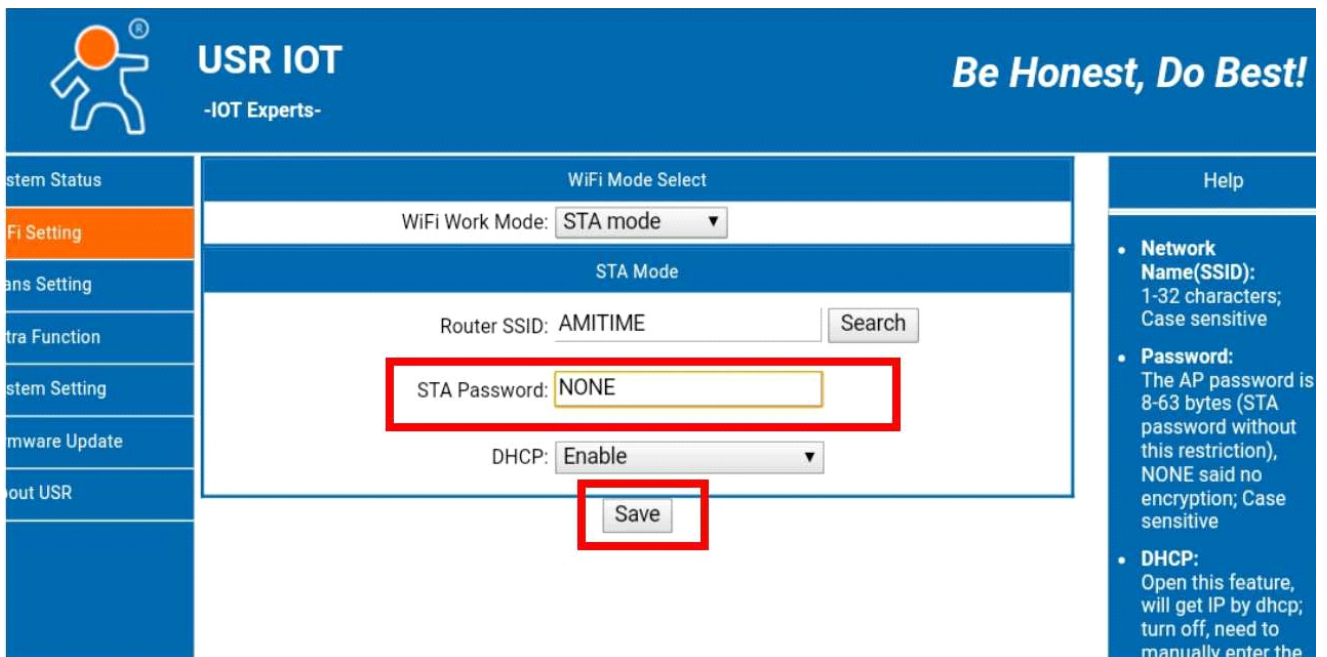 ®
USR IOT
-IOT Experts-
Be Honest, Do Best!
stem Status
Fi Setting
ans Setting
tra Function
stem Setting
mware Update
out USR
WiFi Mode Select
WiFi Work Mode: STA mode
STA Mode
Router SSID: AMITIME Search
STA Password: NONE
DHCP: Enable
Save
Help
• Network
Name(SSID):
1-32 characters;
Case sensitive
• Password:
The AP password is
8-63 bytes (STA
password without
this restriction),
NONE said no
encryption; Case
sensitive
• DHCP:
Open this feature,
will get IP by dhcp;
turn off, need to
manually enter the